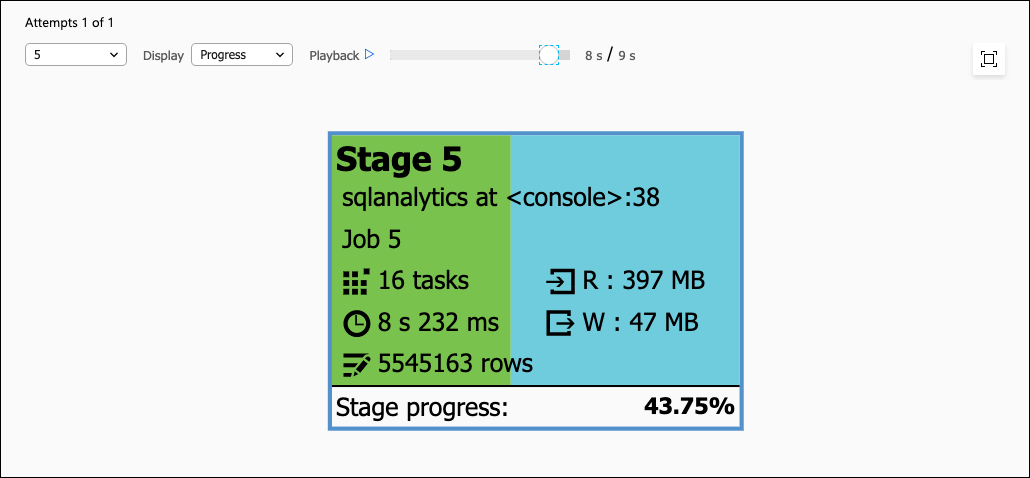 Attempts 1 of 1
5 Display Progress Playback 8 s / 9 s
Stage 5
sqlanalytics at <console>:38
Job 5
16 tasks R : 397 MB
8 s 232 ms W : 47 MB
5545163 rows
Stage progress: 43.75%